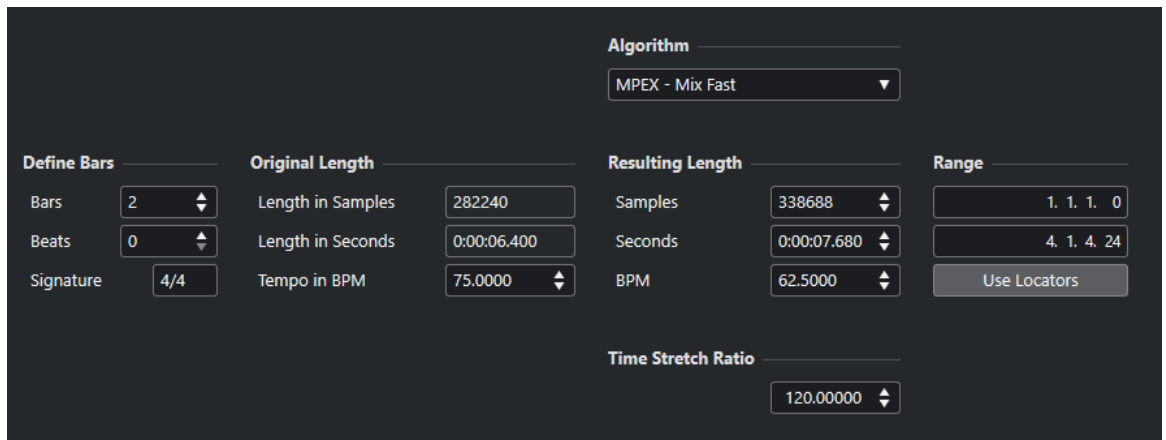 Algorithm
MPEX - Mix Fast
Define Bars
Bars 2
Beats 0
Signature 4/4
Original Length
Length in Samples 282240
Length in Seconds 0:00:06.400
Tempo in BPM 75.0000
Resulting Length
Samples 338688
Seconds 0:00:07.680
BPM 62.5000
Range
1. 1. 1. 0
4. 1. 4. 24
Use Locators
Time Stretch Ratio
120.00000